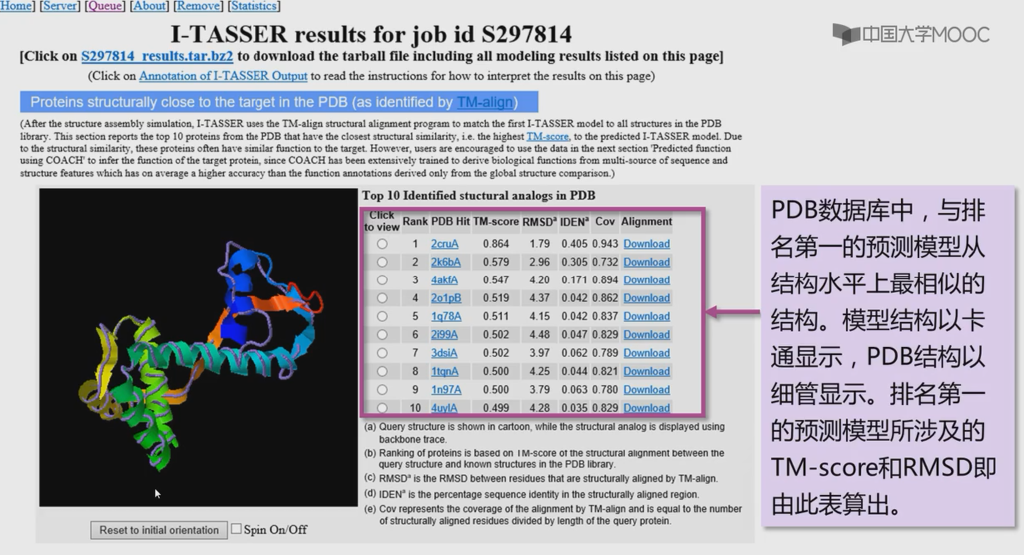 Home] [Server] [Queue] [About] [Remove] [Statistics]
中国大学MOOC
I-TASSER results for job id S297814
[Click on S297814_results.tar.bz2 to download the tarball file including all modeling results listed on this page]
(Click on Annotation of I-TASSER Output to read the instructions for how to interpret the results on this page)
Proteins structurally close to the target in the PDB (as identified by TM-align)
(After the structure assembly simulation, I-TASSER uses the TM-align structural alignment program to match the first I-TASSER model to all structures in the PDB
library. This section reports the top 10 proteins from the PDB that have the closest structural similarity, i.e. the highest TM-score, to the predicted I-TASSER model. Due
to the structural similarity, these proteins often have similar function to the target. However, users are encouraged to use the data in the next section 'Predicted function
using COACH' to infer the function of the target protein, since COACH has been extensively trained to derive biological functions from multi-source of sequence and
structure features which has on average a higher accuracy than the function annotations derived only from the global structure comparison.)
Top 10 Identified stuctural analogs in PDB
Click
to view Rank PDB Hit TM-score RMSDa IDENa Cov Alignment
1 2cruA 0.864 1.79 0.405 0.943 Download
2 2k6bA 0.579 2.96 0.305 0.732 Download
3 4akfA 0.547 4.20 0.171 0.894 Download
4 2o1pB 0.519 4.37 0.042 0.862 Download
5 1q78A 0.511 4.15 0.042 0.837 Download
6 2i99A 0.502 4.48 0.047 0.829 Download
7 3dsiA 0.502 3.97 0.062 0.789 Download
8 1tqnA 0.500 4.25 0.044 0.821 Download
9 1n97A 0.500 3.79 0.063 0.780 Download
10 4uylA 0.499 4.28 0.035 0.829 Download
(a) Query structure is shown in cartoon, while the structural analog is displayed using
backbone trace.
(b) Ranking of proteins is based on TM-score of the structural alignment between the
query structure and known structures in the PDB library.
(c) RMSDa is the RMSD between residues that are structurally aligned by TM-align.
(d) IDENa is the percentage sequence identity in the structurally aligned region.
(e) Cov represents the coverage of the alignment by TM-align and is equal to the number
of structurally aligned residues divided by length of the query protein.
Reset to initial orientation Spin On/Off
PDB数据库中，与排
名第一的预测模型从
结构水平上最相似的
结构。模型结构以卡
通显示，PDB结构以
细管显示。排名第一
的预测模型所涉及的
TM-score和RMSD即
由此表算出。